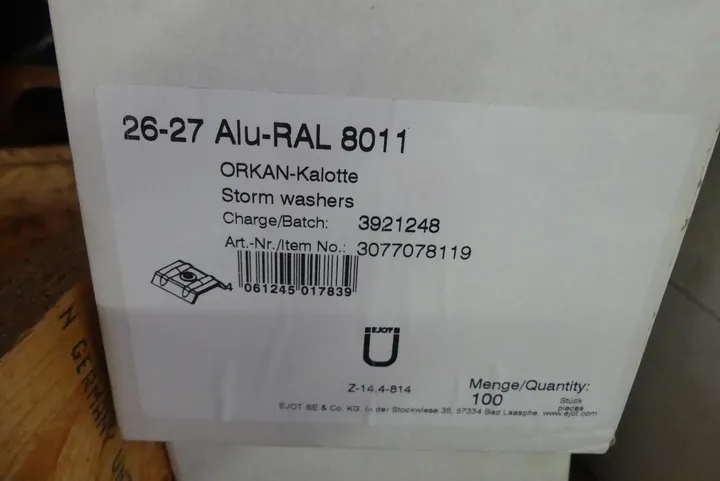 26-27 Alu-RAL 8011
ORKAN-Kalotte
Storm washers
Charge/Batch: 3921248
Art.-Nr./Item No.: 3077078119
4 061245 017839
EJOT
Z-14.4-814
Menge/Quantity:
100 Stück
pieces
EJOT SE & Co. KG, In der Stockwiese 35, 57334 Bad Laasphe, www.ejot.com
N GERMANY